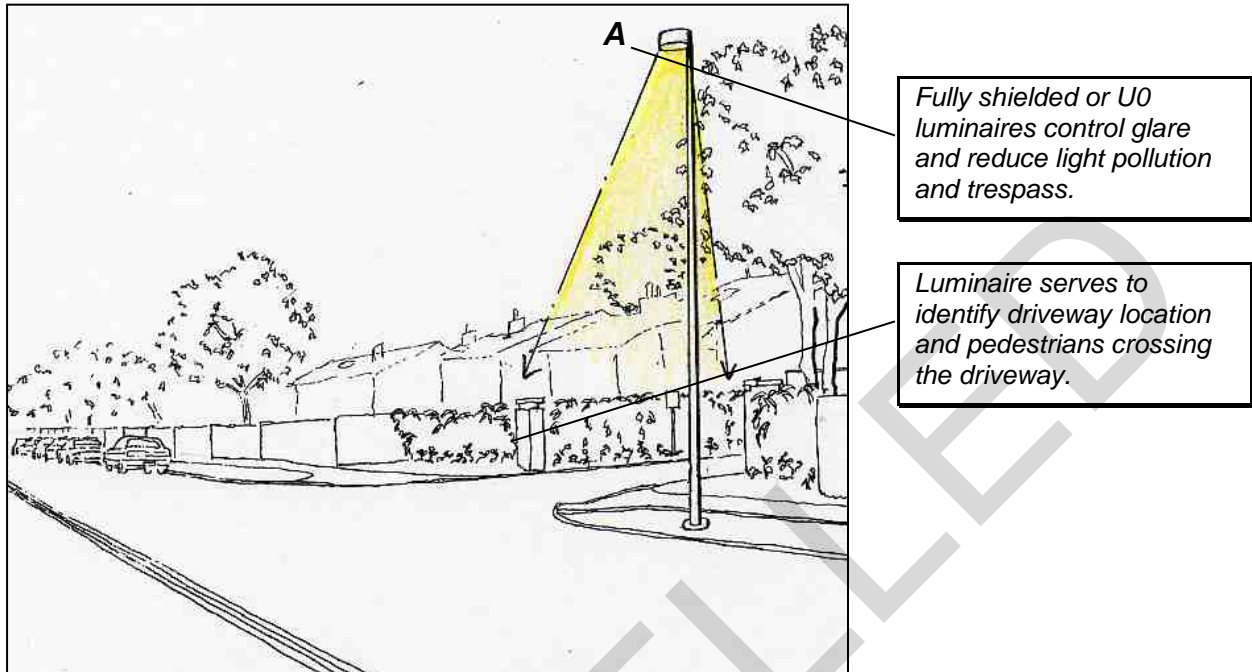 A
Fully shielded or U0
luminaires control glare
and reduce light pollution
and trespass.
Luminaire serves to
identify driveway location
and pedestrians crossing
the driveway.
ELLED